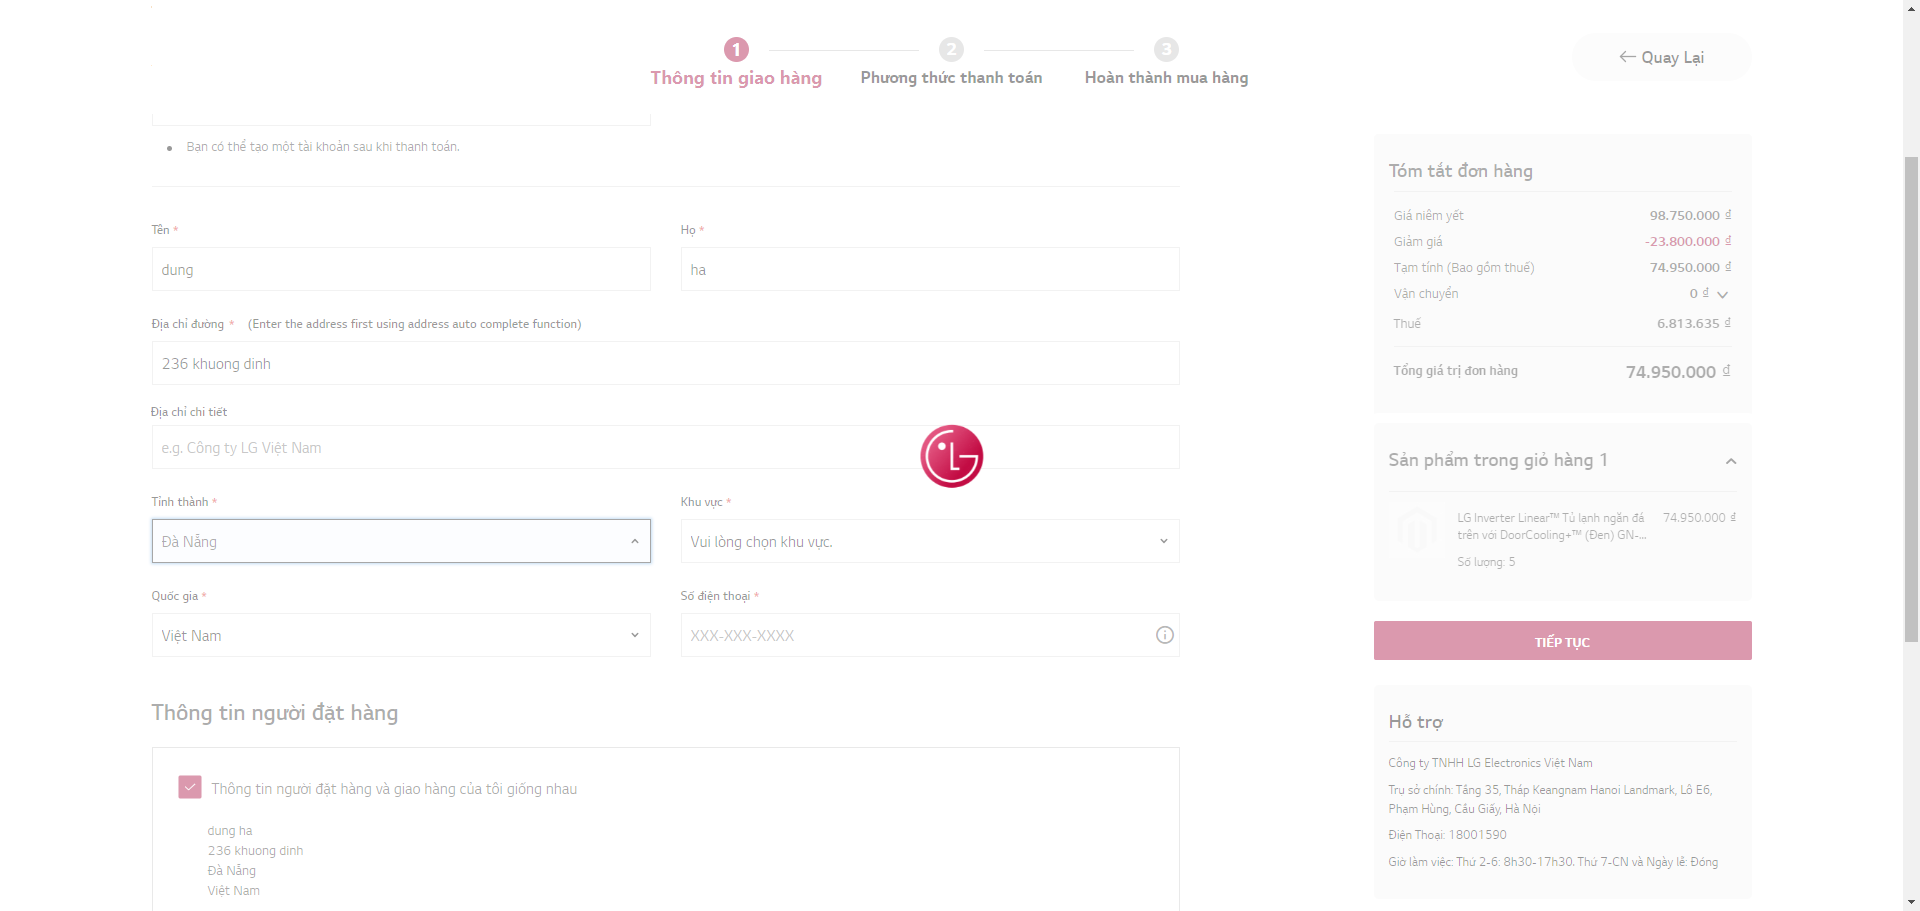 1
2
3
Thông tin giao hàng
Phương thức thanh toán
Hoàn thành mua hàng
Quay Lại
Bạn có thể tạo một tài khoản sau khi thanh toán.
Tên *
Họ *
dung
ha
Địa chỉ đường * (Enter the address first using address auto complete function)
236 khuong dinh
Địa chỉ chi tiết
e.g. Công ty LG Việt Nam
LG
Tỉnh thành *
Khu vực *
Đà Nẵng
Vui lòng chọn khu vực.
Quốc gia *
Số điện thoại *
Việt Nam
XXX-XXX-XXXX
Thông tin người đặt hàng
Thông tin người đặt hàng và giao hàng của tôi giống nhau
dung ha
236 khuong dinh
Đà Nẵng
Việt Nam
Tóm tắt đơn hàng
Giá niêm yết 98.750.000 ₫
Giảm giá -23.800.000 ₫
Tạm tính (Bao gồm thuế) 74.950.000 ₫
Vận chuyển 0 ₫
Thuế 6.813.635 ₫
Tổng giá trị đơn hàng 74.950.000 ₫
Sản phẩm trong giỏ hàng 1
LG Inverter Linear™ Tủ lạnh ngăn đá 74.950.000 ₫
trên với DoorCooling+™ (Đen) GN-...
Số lượng: 5
TIẾP TỤC
Hỗ trợ
Công ty TNHH LG Electronics Việt Nam
Trụ sở chính: Tầng 35, Tháp Keangnam Hanoi Landmark, Lô E6,
Phạm Hùng, Cầu Giấy, Hà Nội
Điện Thoại: 18001590
Giờ làm việc: Thứ 2-6: 8h30-17h30. Thứ 7-CN và Ngày lễ: Đóng